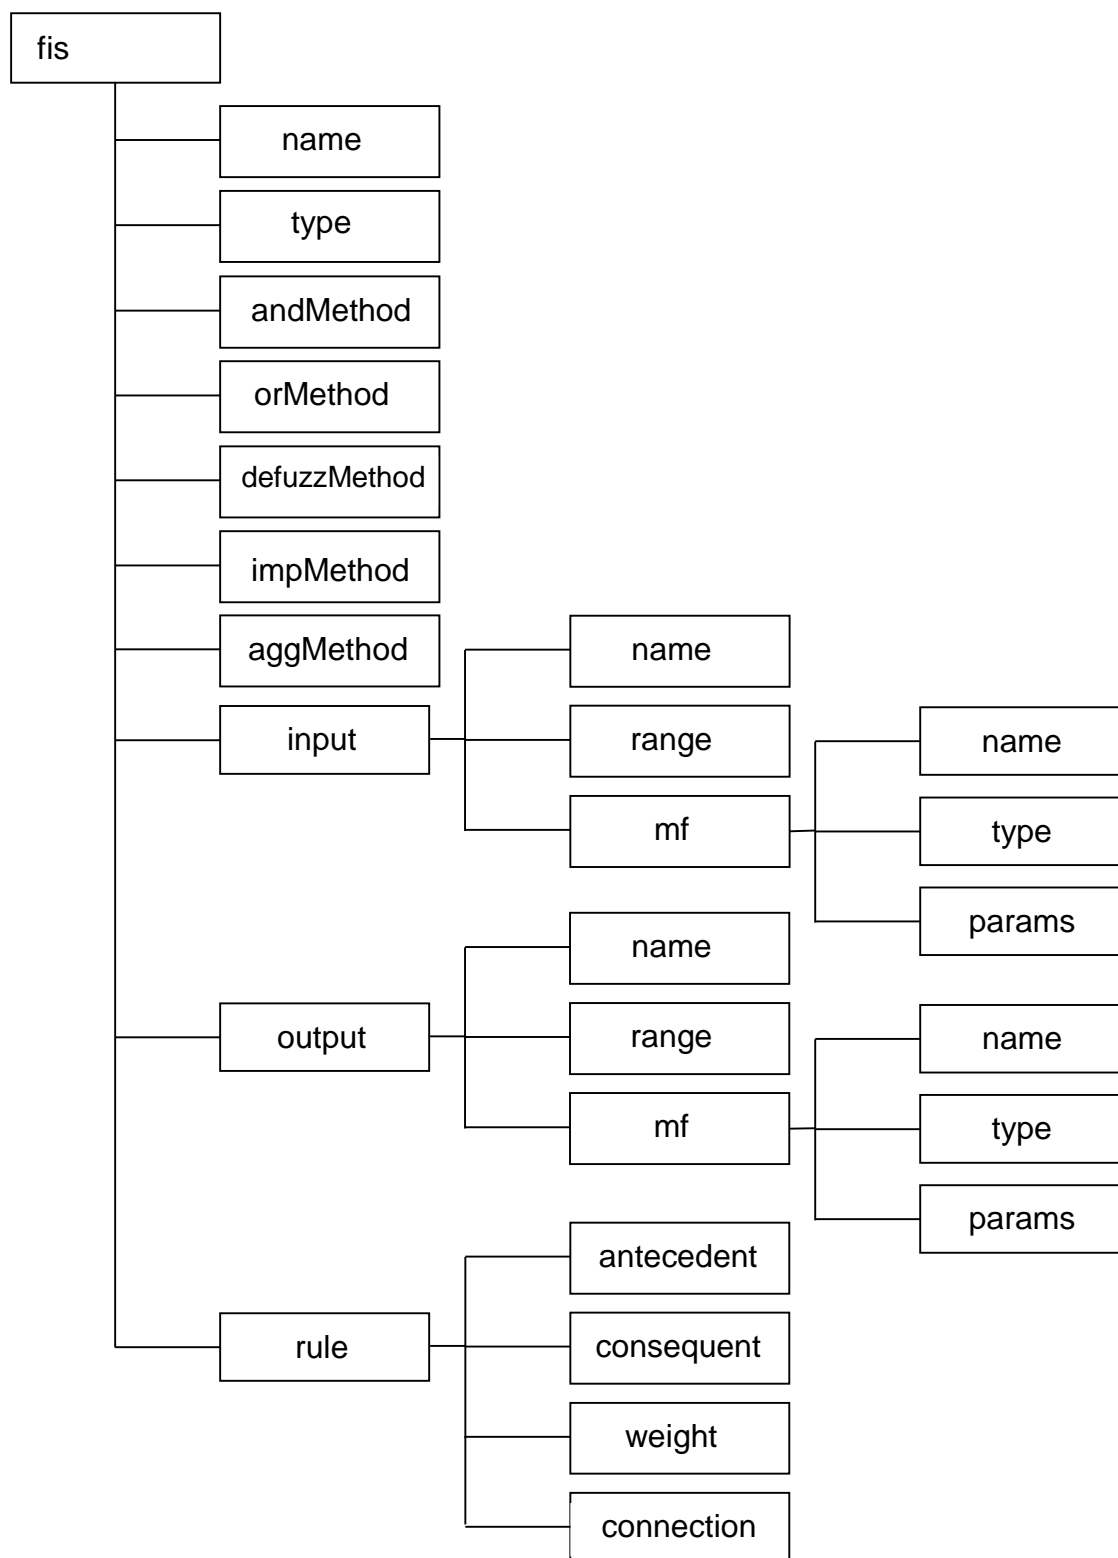 fis
name
type
andMethod
orMethod
defuzzMethod
impMethod
aggMethod
input
name
range
mf
name
type
params
output
name
range
mf
name
type
params
rule
antecedent
consequent
weight
connection